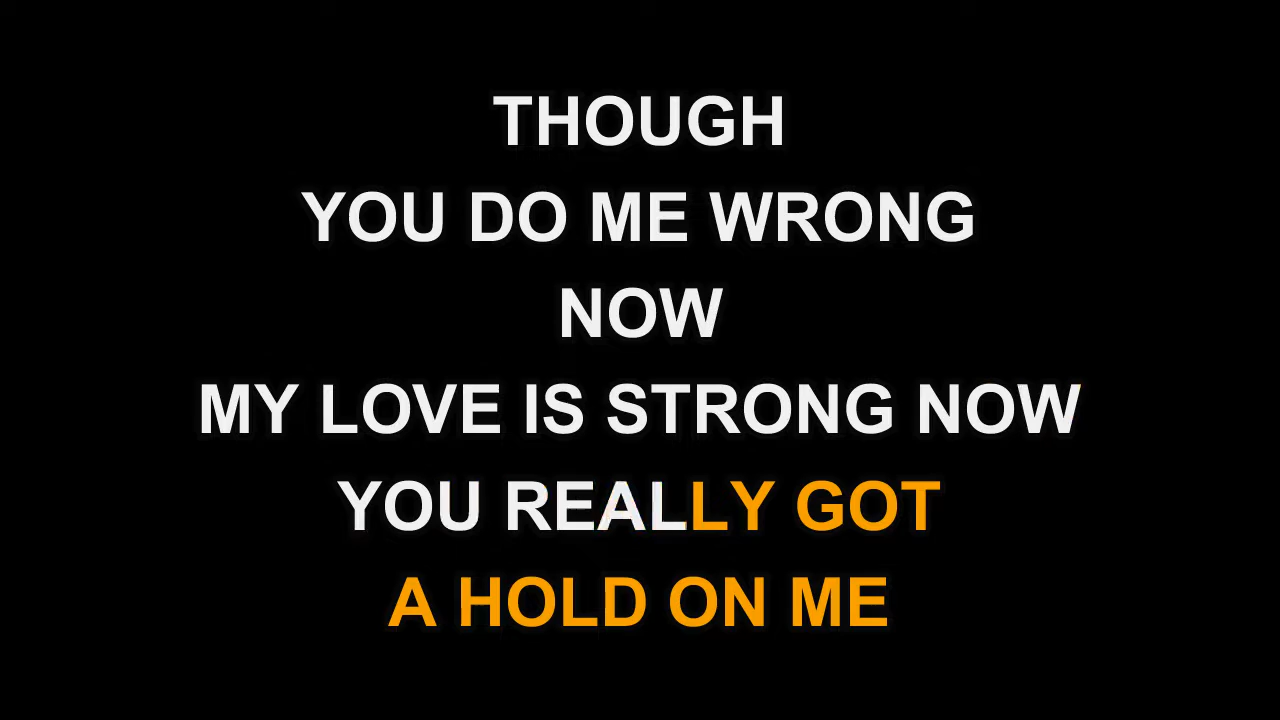 THOUGH
YOU DO ME WRONG
NOW
MY LOVE IS STRONG NOW
YOU REALLY GOT
A HOLD ON ME